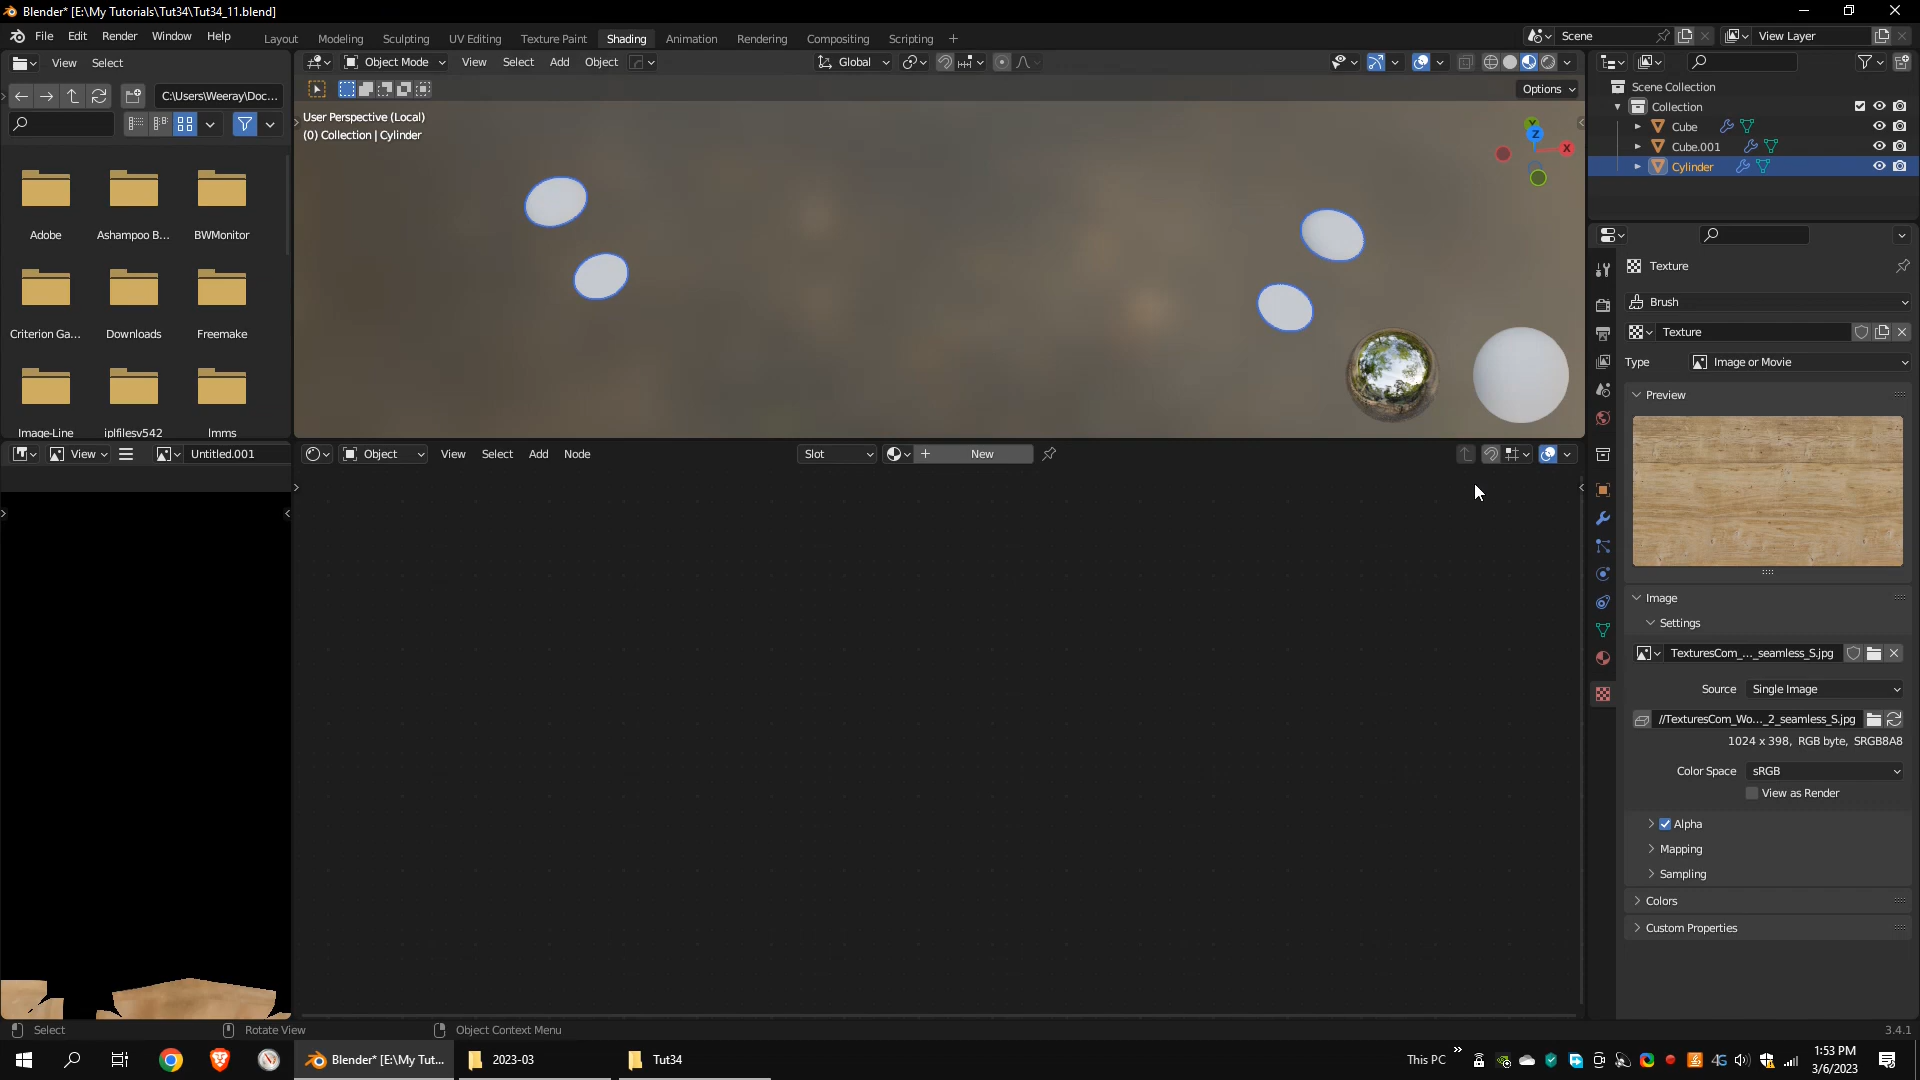 Blender* [E:\My Tutorials\Tut34\Tut34_11.blend]
File Edit Render Window Help
Layout Modeling Sculpting UV Editing Texture Paint Shading Animation Rendering Compositing Scripting +
Scene
View Layer
View Select
Object Mode View Select Add Object
Global
C:\Users\Weeray\Doc...
Options
User Perspective (Local)
(0) Collection | Cylinder
Y
Z
X
Scene Collection
Collection
Cube
Cube.001
Cylinder
Adobe
Ashampoo B...
BWMonitor
Criterion Ga...
Downloads
Freemake
Image-Line
iplfilesv542
lmms
Texture
Brush
Texture
Type Image or Movie
Preview
View Untitled.001
Object View Select Add Node
Slot
+ New
Image
Settings
TexturesCom_..._seamless_S.jpg
Source Single Image
//TexturesCom_Wo..._2_seamless_S.jpg
1024 x 398, RGB byte, SRGB8A8
Color Space sRGB
View as Render
Alpha
Mapping
Sampling
Colors
Custom Properties
Select
Rotate View
Object Context Menu
3.4.1
Blender* [E:\My Tut...
2023-03
Tut34
This PC
4G
1:53 PM
3/6/2023